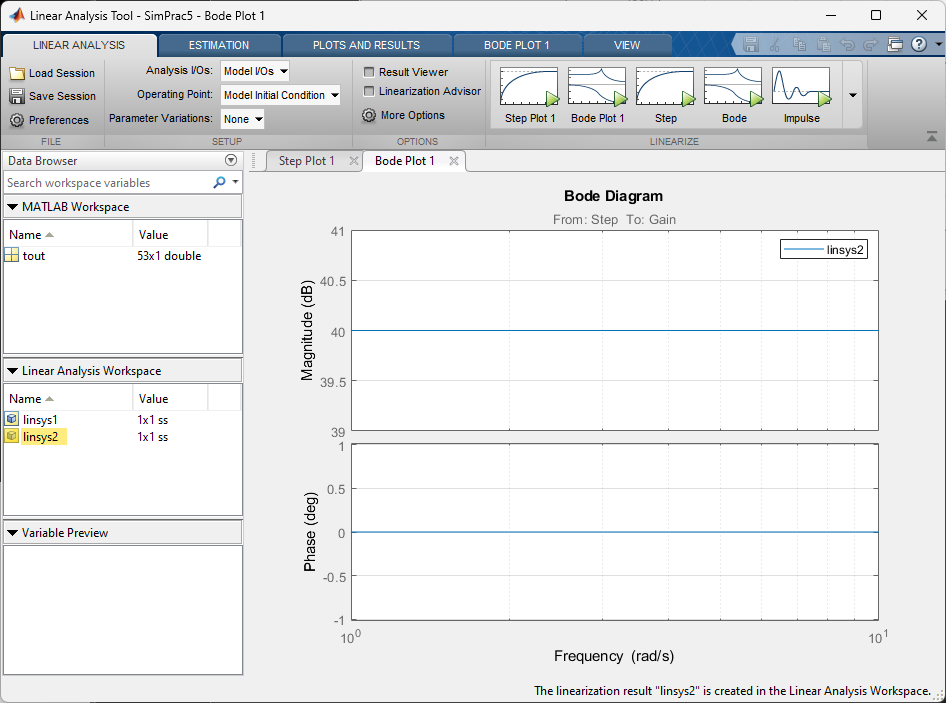 Linear Analysis Tool - SimPrac5 - Bode Plot 1
LINEAR ANALYSIS
ESTIMATION
PLOTS AND RESULTS
BODE PLOT 1
VIEW
Load Session
Save Session
Preferences
FILE
Analysis I/Os: Model I/Os
Operating Point: Model Initial Condition
Parameter Variations: None
SETUP
Result Viewer
Linearization Advisor
More Options
OPTIONS
Step Plot 1
Bode Plot 1
Step
Bode
Impulse
LINEARIZE
Data Browser
Search workspace variables
MATLAB Workspace
Name Value
tout 53x1 double
Linear Analysis Workspace
Name Value
linsys1 1x1 ss
linsys2 1x1 ss
Variable Preview
Step Plot 1
Bode Plot 1
Bode Diagram
From: Step To: Gain
linsys2
Magnitude (dB)
41
40.5
40
39.5
39
Phase (deg)
1
0.5
0
-0.5
-1
10^0
10^1
Frequency (rad/s)
The linearization result "linsys2" is created in the Linear Analysis Workspace.